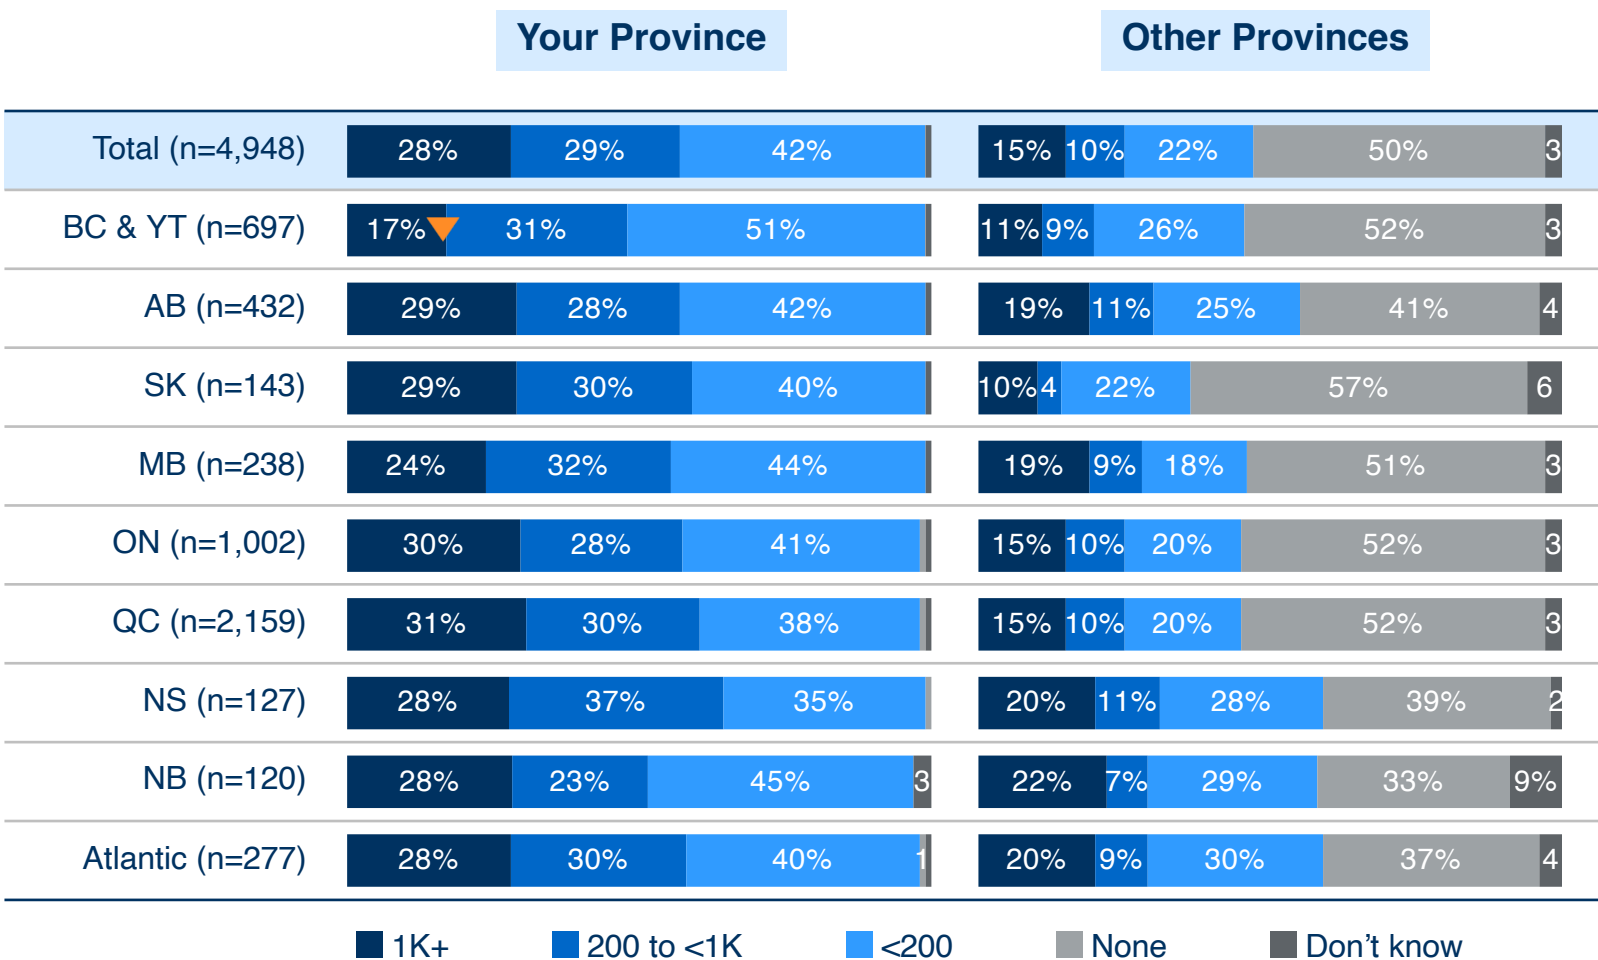 Your Province Other Provinces
Total (n=4,948) 28% 29% 42% 15% 10% 22% 50% 3
BC & YT (n=697) 17% 31% 51% 11% 9% 26% 52% 3
AB (n=432) 29% 28% 42% 19% 11% 25% 41% 4
SK (n=143) 29% 30% 40% 10% 4 22% 57% 6
MB (n=238) 24% 32% 44% 19% 9% 18% 51% 3
ON (n=1,002) 30% 28% 41% 15% 10% 20% 52% 3
QC (n=2,159) 31% 30% 38% 15% 10% 20% 52% 3
NS (n=127) 28% 37% 35% 20% 11% 28% 39% 2
NB (n=120) 28% 23% 45% 3 22% 7% 29% 33% 9%
Atlantic (n=277) 28% 30% 40% 1 20% 9% 30% 37% 4
1K+ 200 to <1K <200 None Don't know